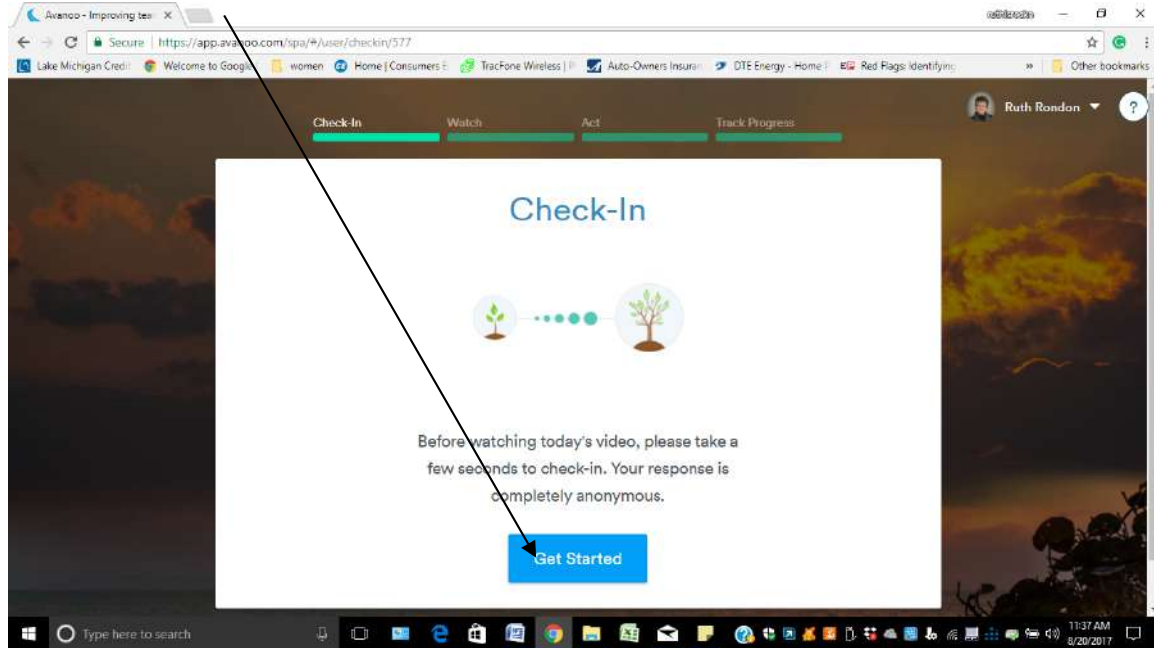 Avanoo - Improving tea
Secure | https://app.avanoo.com/spa/#/user/checkin/577
Lake Michigan Credi Welcome to Googl women Home | Consumers E TracFone Wireless | Auto-Owners Insuran DTE Energy - Home Red Flags: Identifying » Other bookmarks
Ruth Rondon ?
Check-In Watch Act Track Progress
Check-In
Before watching today's video, please take a
few seconds to check-in. Your response is
completely anonymous.
Get Started
Type here to search
11:37 AM
8/20/2017